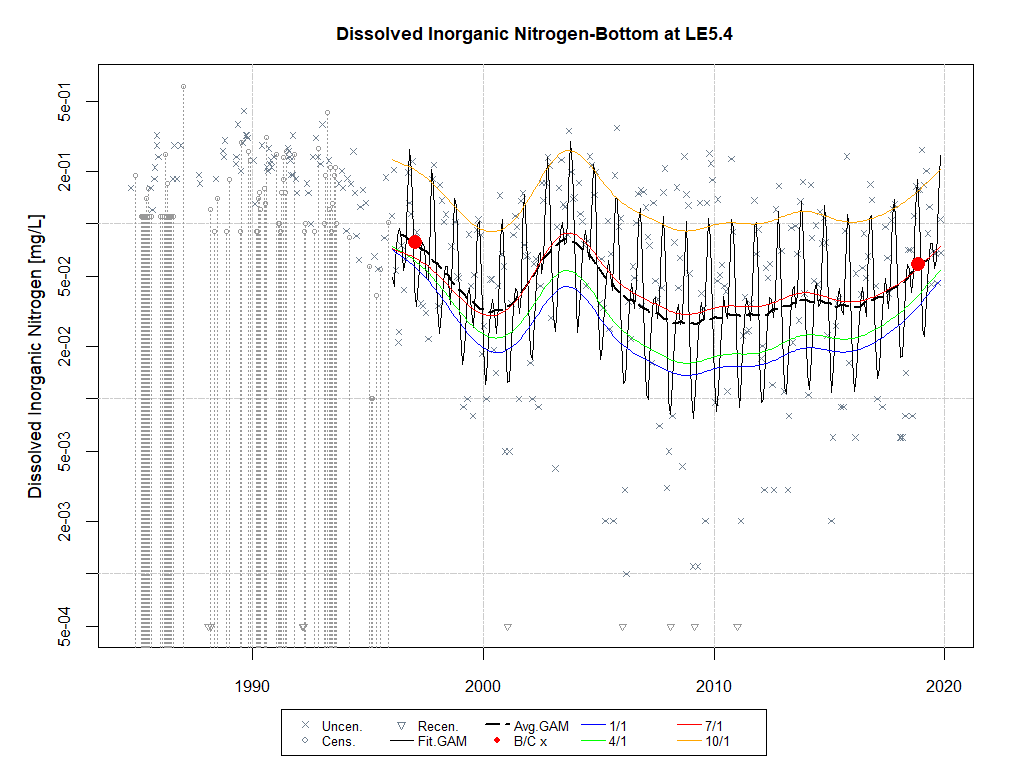 Dissolved Inorganic Nitrogen-Bottom at LE5.4
Dissolved Inorganic Nitrogen [mg/L]
5e-01
2e-01
5e-02
2e-02
5e-03
2e-03
5e-04
1990 2000 2010 2020
Uncen. Recen. Avg.GAM 1/1 7/1
Cens. Fit.GAM B/C x 4/1 10/1